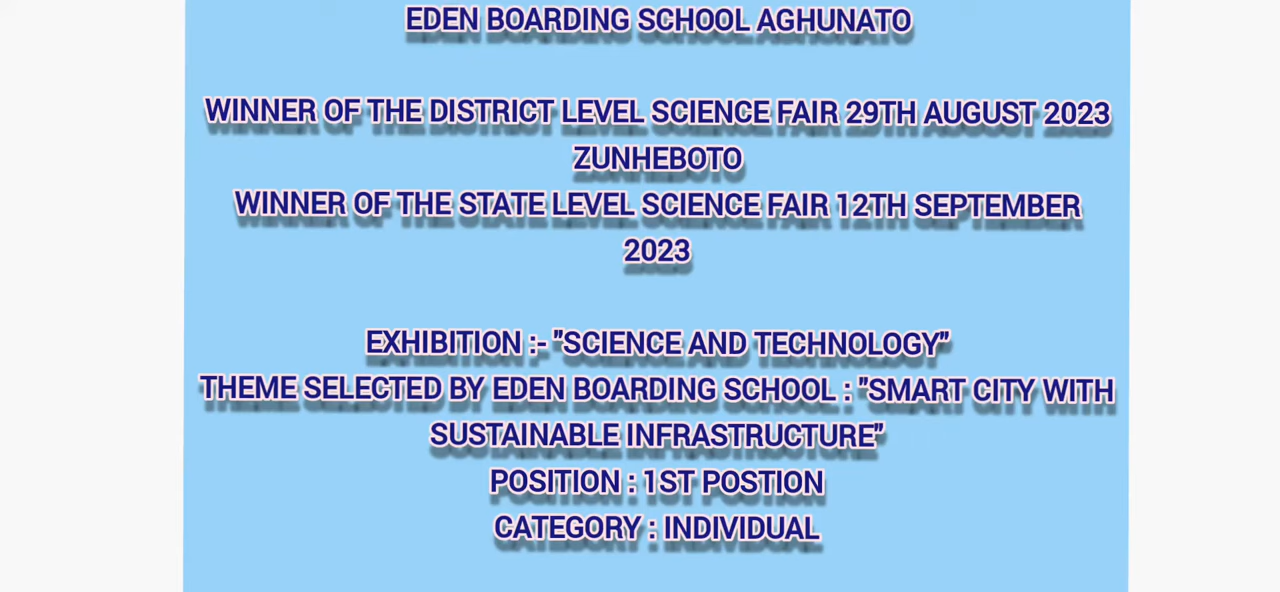 EDEN BOARDING SCHOOL AGHUNATO
WINNER OF THE DISTRICT LEVEL SCIENCE FAIR 29TH AUGUST 2023
ZUNHEBOTO
WINNER OF THE STATE LEVEL SCIENCE FAIR 12TH SEPTEMBER
2023
EXHIBITION :- "SCIENCE AND TECHNOLOGY"
THEME SELECTED BY EDEN BOARDING SCHOOL : "SMART CITY WITH
SUSTAINABLE INFRASTRUCTURE"
POSITION : 1ST POSTION
CATEGORY : INDIVIDUAL